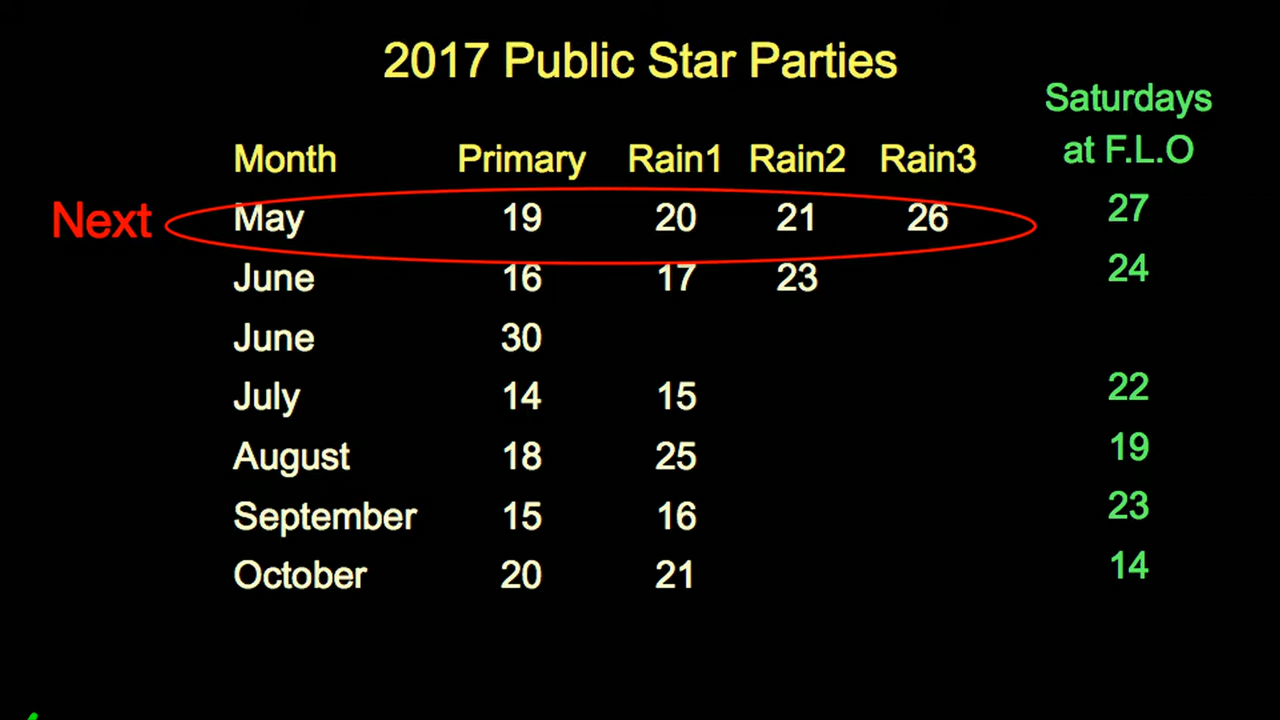 2017 Public Star Parties
Saturdays
at F.L.O
Month Primary Rain1 Rain2 Rain3
Next May 19 20 21 26 27
June 16 17 23 24
June 30
July 14 15 22
August 18 25 19
September 15 16 23
October 20 21 14